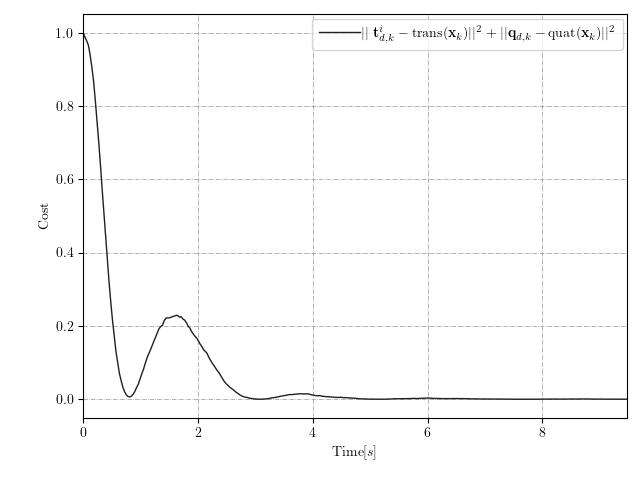 || t^i_{d,k} − trans(x_k)||² + ||q_{d,k} − quat(x_k)||²
1.0
0.8
0.6
0.4
0.2
0.0
Cost
0 2 4 6 8
Time[s]